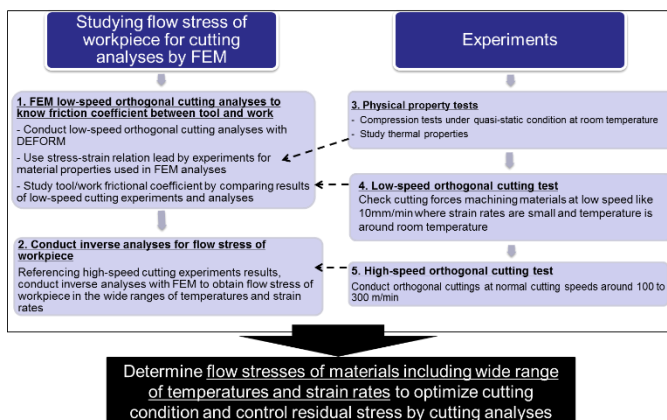 Studying flow stress of
workpiece for cutting
analyses by FEM
1. FEM low-speed orthogonal cutting analyses to
know friction coefficient between tool and work
- Conduct low-speed orthogonal cutting analyses with
DEFORM
- Use stress-strain relation lead by experiments for
material properties used in FEM analyses
- Study tool/work frictional coefficient by comparing results
of low-speed cutting experiments and analyses
2. Conduct inverse analyses for flow stress of
workpiece
Referencing high-speed cutting experiments results,
conduct inverse analyses with FEM to obtain flow stress of
workpiece in the wide ranges of temperatures and strain
rates
Experiments
3. Physical property tests
- Compression tests under quasi-static condition at room temperature
- Study thermal properties
4. Low-speed orthogonal cutting test
Check cutting forces machining materials at low speed like
10mm/min where strain rates are small and temperature is
around room temperature
5. High-speed orthogonal cutting test
Conduct orthogonal cuttings at normal cutting speeds around 100 to
300 m/min
Determine flow stresses of materials including wide range
of temperatures and strain rates to optimize cutting
condition and control residual stress by cutting analyses